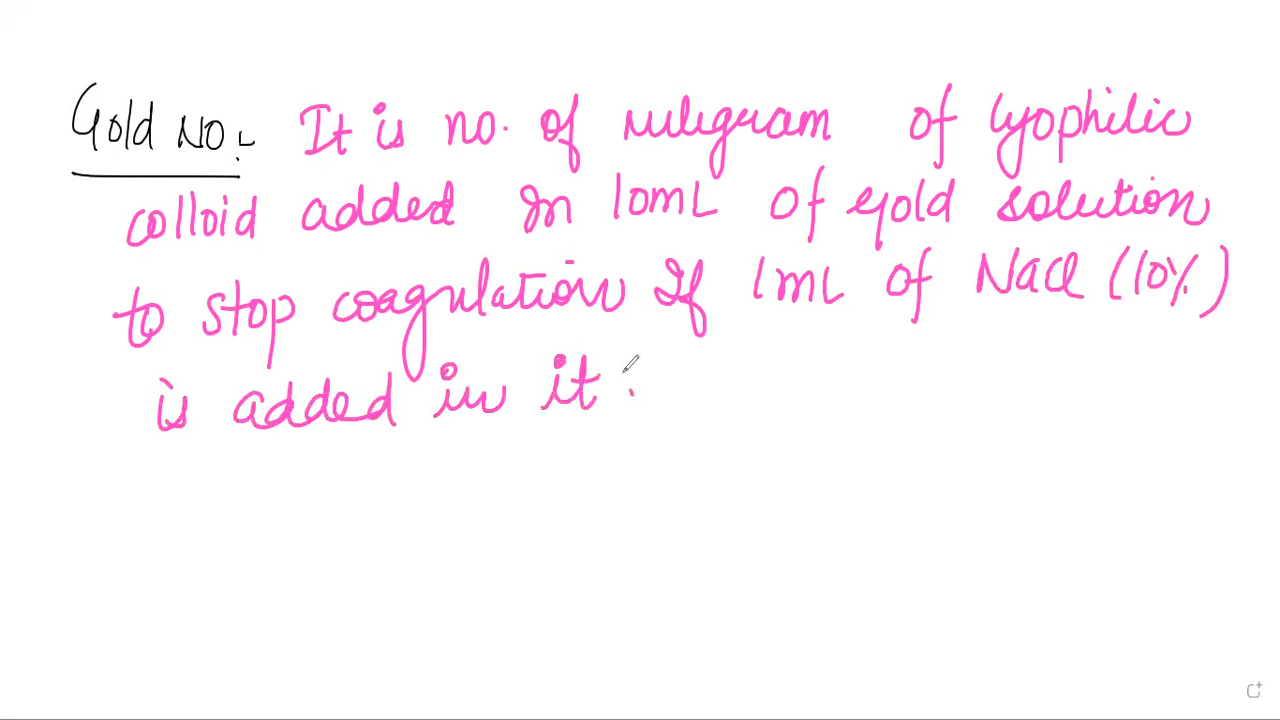 Gold NO:- It is no. of miligram of lyophilic
colloid added in 10mL of gold solution
to stop coagulation If 1mL of NaCl (10%)
is added in it.